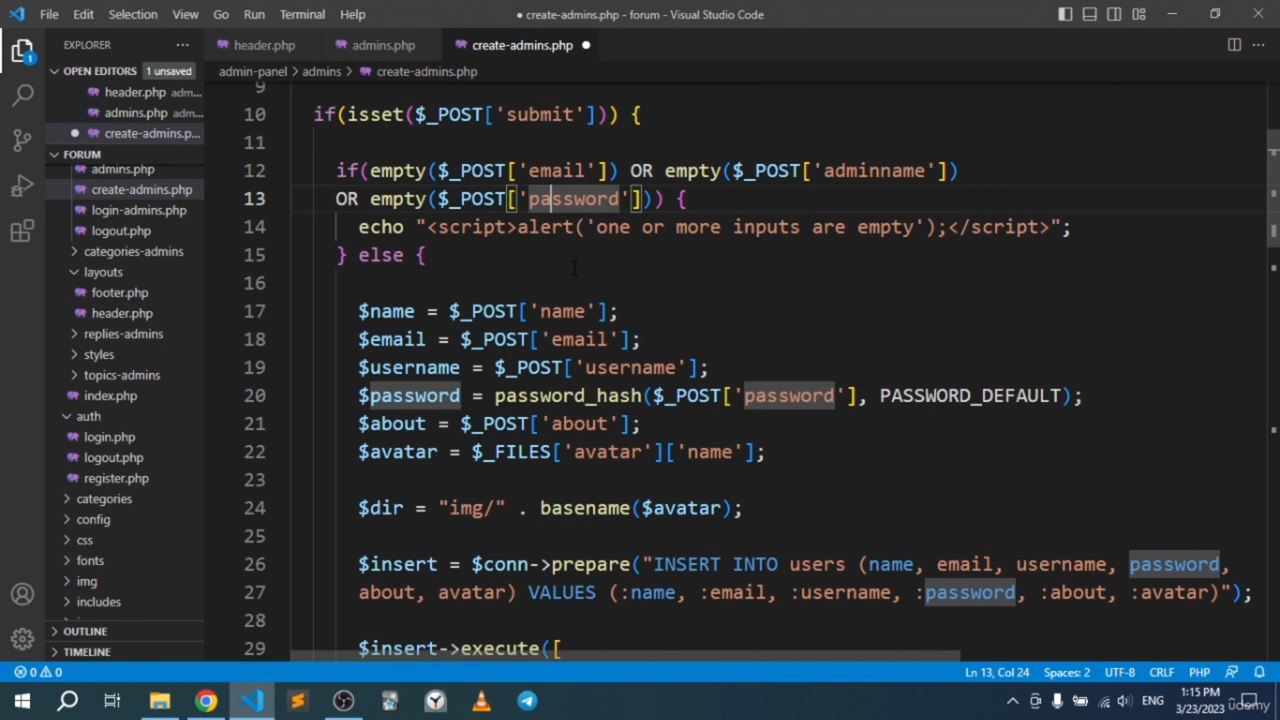 File Edit Selection View Go Run Terminal Help
● create-admins.php - forum - Visual Studio Code
EXPLORER
header.php
admins.php
create-admins.php
OPEN EDITORS 1 unsaved
admin-panel > admins > create-admins.php
header.php adm...
admins.php adm...
create-admins.p...
FORUM
admins.php
create-admins.php
login-admins.php
logout.php
categories-admins
layouts
footer.php
header.php
replies-admins
styles
topics-admins
index.php
auth
login.php
logout.php
register.php
categories
config
css
fonts
img
includes
OUTLINE
TIMELINE
9
10 if(isset($_POST['submit'])) {
11
12 if(empty($_POST['email']) OR empty($_POST['adminname'])
13 OR empty($_POST['password'])) {
14 echo "<script>alert('one or more inputs are empty');</script>";
15 } else {
16
17 $name = $_POST['name'];
18 $email = $_POST['email'];
19 $username = $_POST['username'];
20 $password = password_hash($_POST['password'], PASSWORD_DEFAULT);
21 $about = $_POST['about'];
22 $avatar = $_FILES['avatar']['name'];
23
24 $dir = "img/" . basename($avatar);
25
26 $insert = $conn->prepare("INSERT INTO users (name, email, username, password,
27 about, avatar) VALUES (:name, :email, :username, :password, :about, :avatar)");
28
29 $insert->execute([
0 0
Ln 13, Col 24 Spaces: 2 UTF-8 CRLF PHP
ENG
1:15 PM
3/23/2023
1
udemy